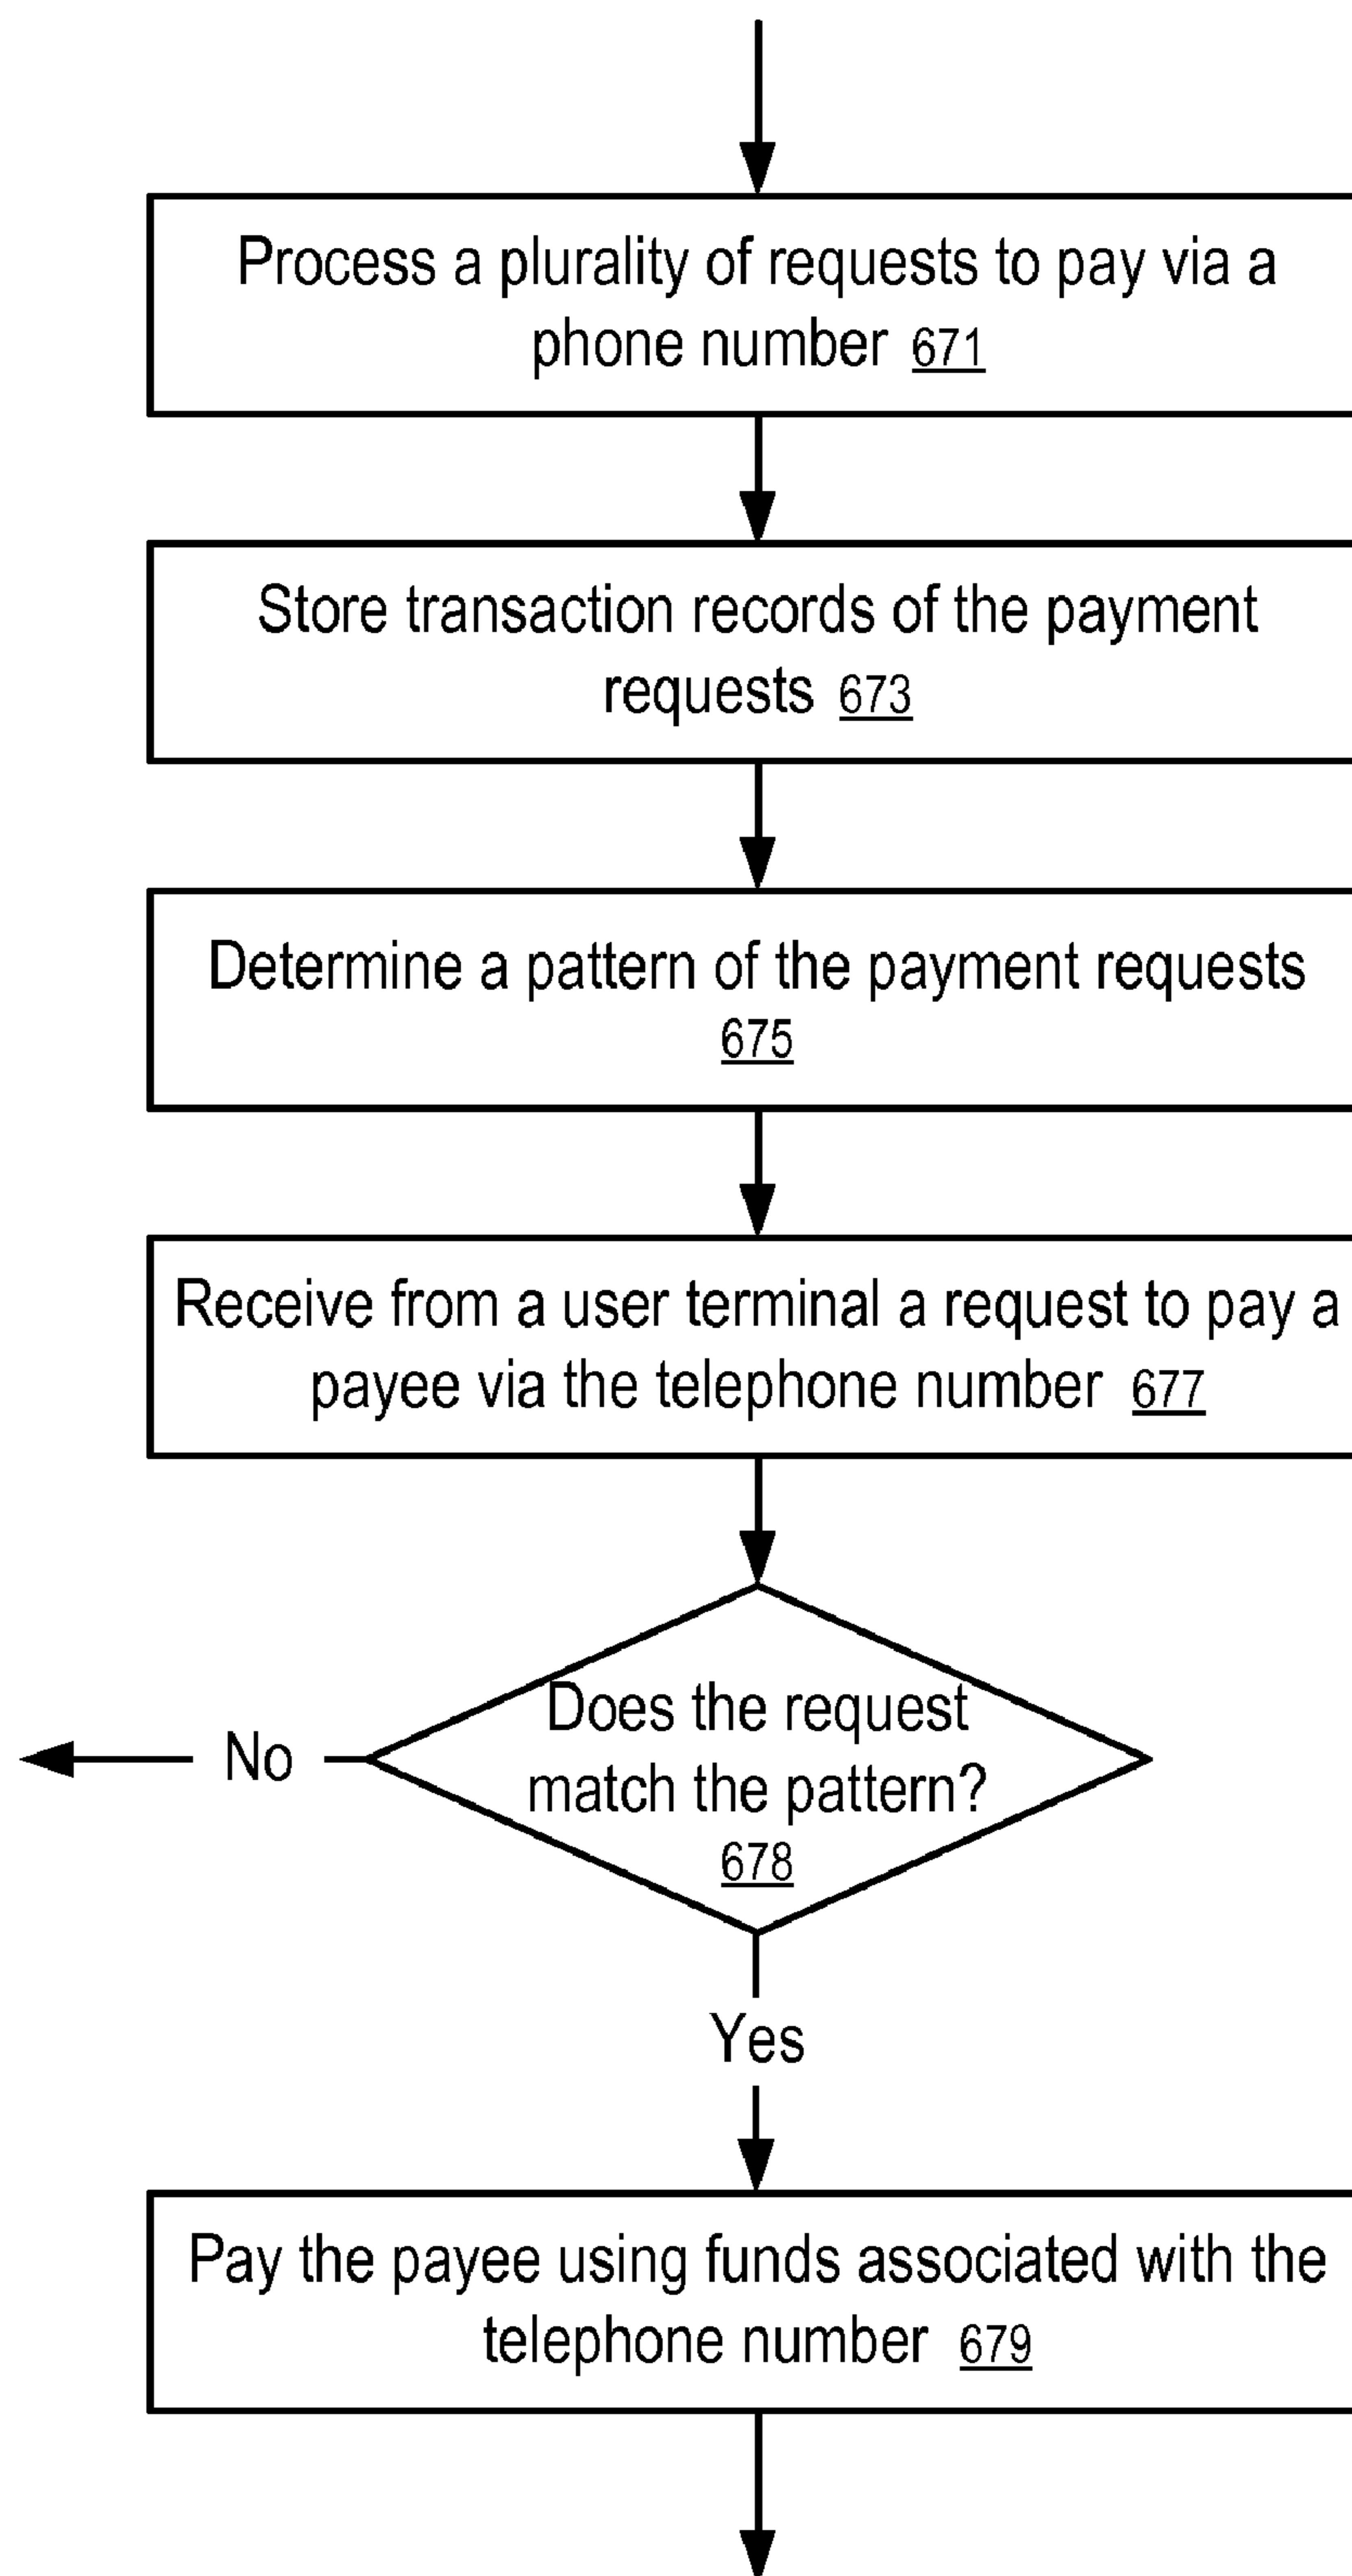 Process a plurality of requests to pay via a
phone number 671
Store transaction records of the payment
requests 673
Determine a pattern of the payment requests
675
Receive from a user terminal a request to pay a
payee via the telephone number 677
Does the request
match the pattern?
678
No
Yes
Pay the payee using funds associated with the
telephone number 679